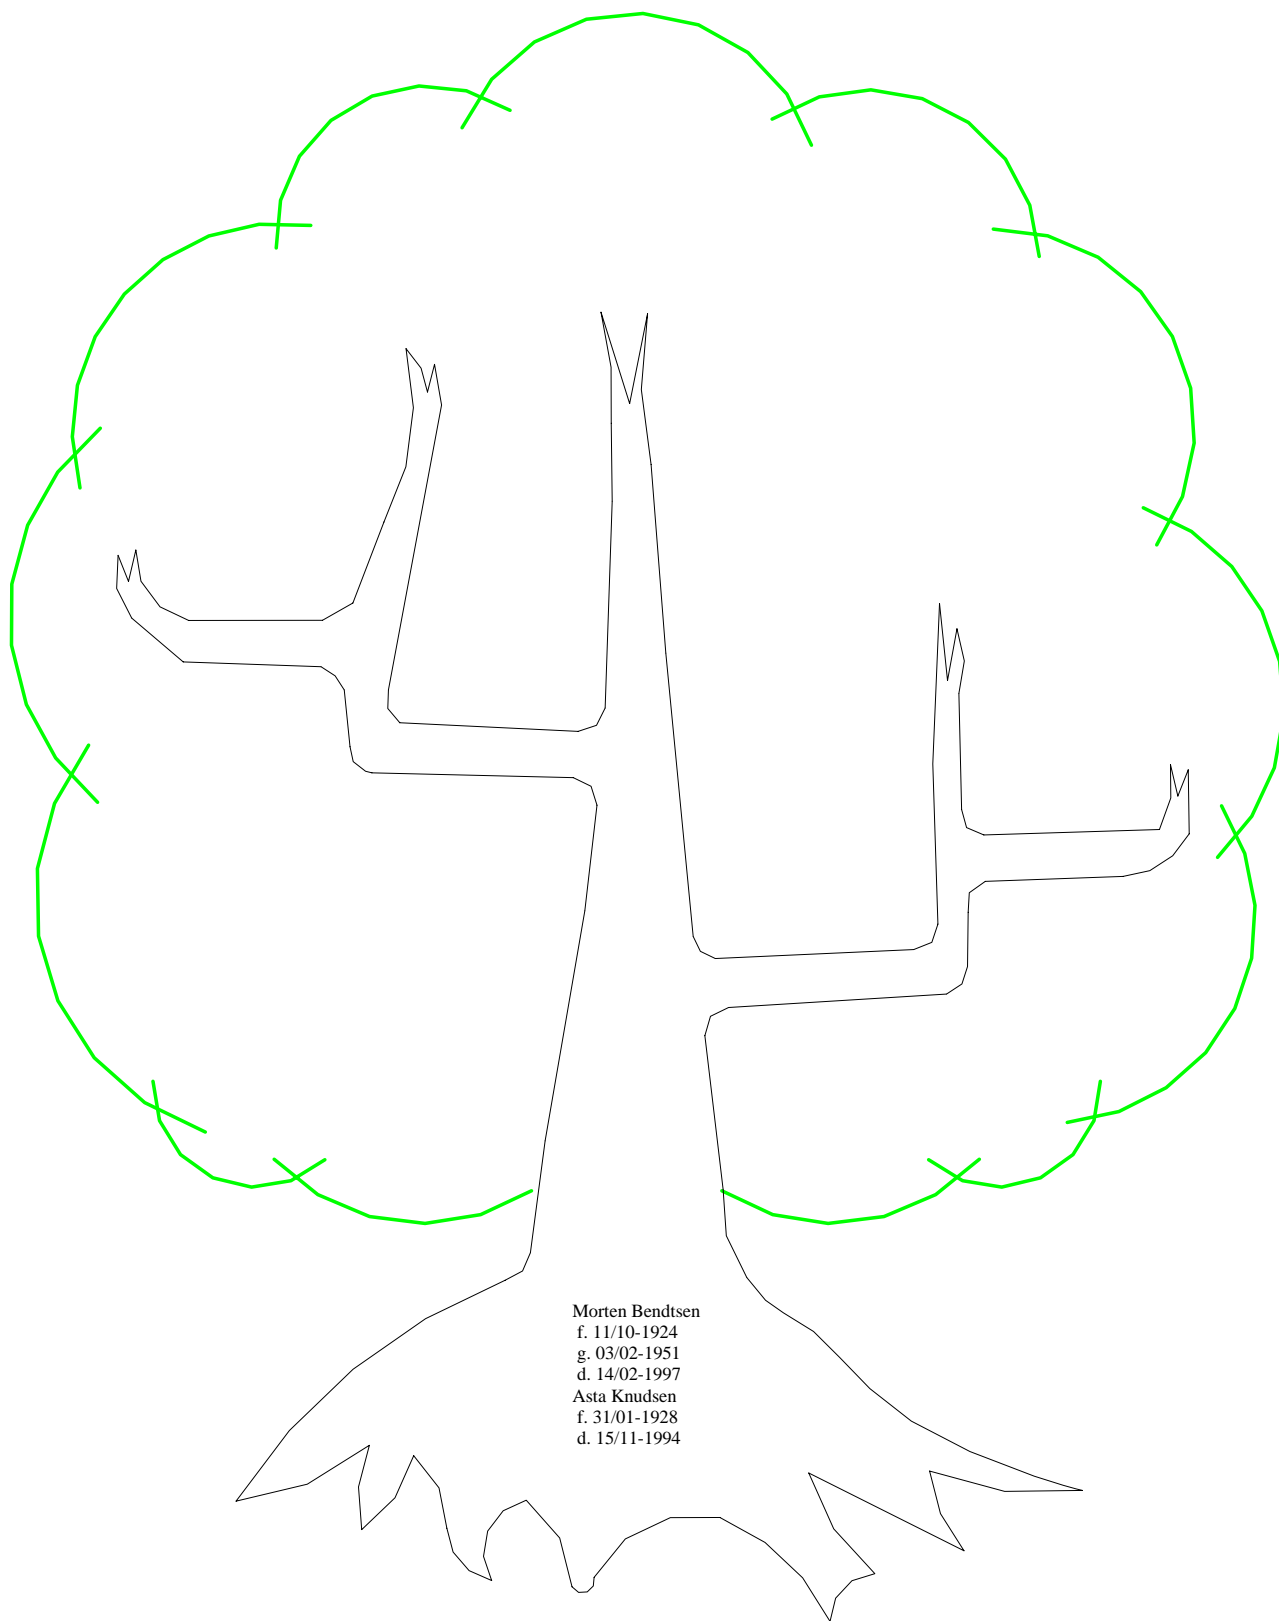 Morten Bendtsen
f. 11/10-1924
g. 03/02-1951
d. 14/02-1997
Asta Knudsen
f. 31/01-1928
d. 15/11-1994